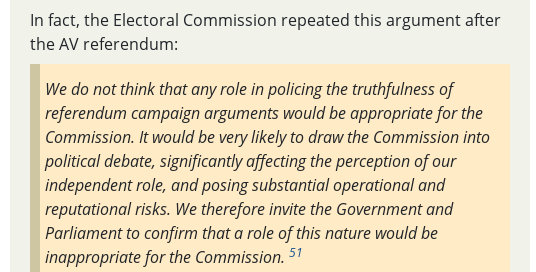 In fact, the Electoral Commission repeated this argument after
the AV referendum:
We do not think that any role in policing the truthfulness of
referendum campaign arguments would be appropriate for the
Commission. It would be very likely to draw the Commission into
political debate, significantly affecting the perception of our
independent role, and posing substantial operational and
reputational risks. We therefore invite the Government and
Parliament to confirm that a role of this nature would be
inappropriate for the Commission. 51